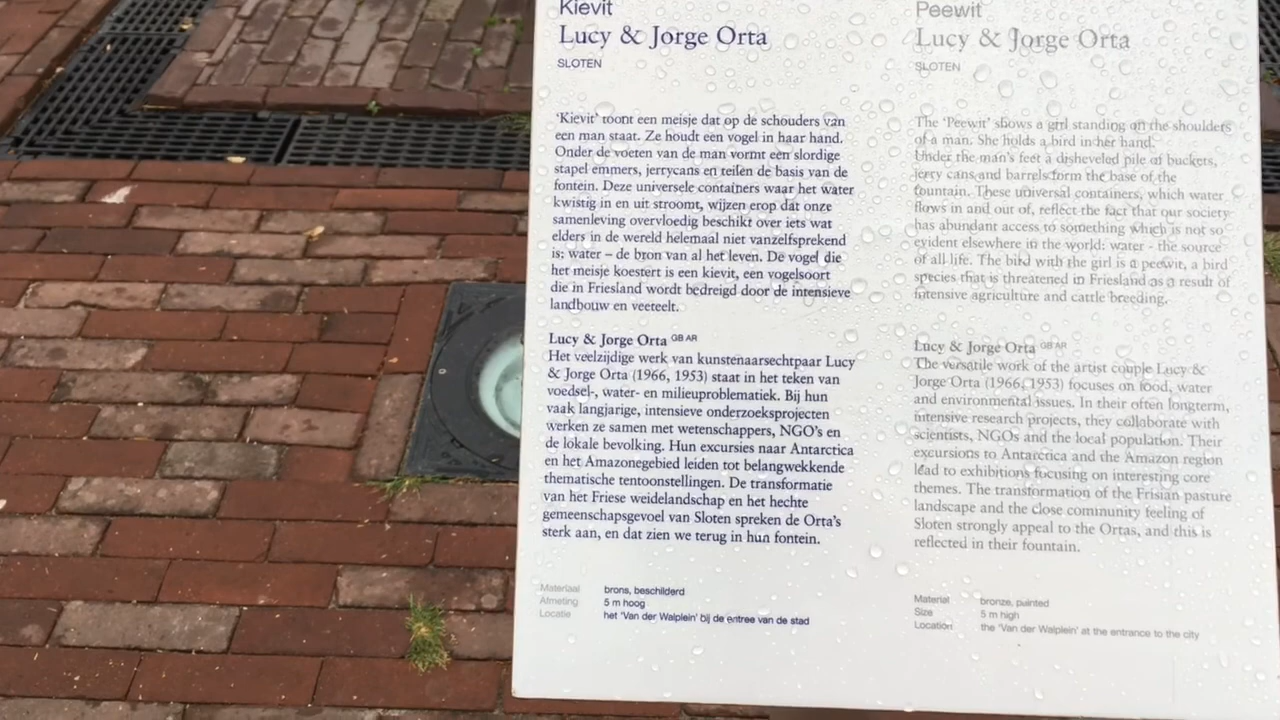 Kievit
Lucy & Jorge Orta
SLOTEN
'Kievit' toont een meisje dat op de schouders van
een man staat. Ze houdt een vogel in haar hand.
Onder de voeten van de man vormt een slordige
stapel emmers, jerrycans en teilen de basis van de
fontein. Deze universele containers waar het water
kwistig in en uit stroomt, wijzen erop dat onze
samenleving overvloedig beschikt over iets wat
elders in de wereld helemaal niet vanzelfsprekend
is; water – de bron van al het leven. De vogel die
het meisje koestert is een kievit, een vogelsoort
die in Friesland wordt bedreigd door de intensieve
landbouw en veeteelt.
Lucy & Jorge Orta GB AR
Het veelzijdige werk van kunstenaarsechtpaar Lucy
& Jorge Orta (1966, 1953) staat in het teken van
voedsel-, water- en milieuproblematiek. Bij hun
vaak langjarige, intensieve onderzoeksprojecten
werken ze samen met wetenschappers, NGO's en
de lokale bevolking. Hun excursies naar Antarctica
en het Amazonegebied leiden tot belangwekkende
thematische tentoonstellingen. De transformatie
van het Friese weidelandschap en het hechte
gemeenschapsgevoel van Sloten spreken de Orta's
sterk aan, en dat zien we terug in hun fontein.
Materiaal brons, beschilderd
Afmeting 5 m hoog
Locatie het 'Van der Walplein' bij de entree van de stad
Peewit
Lucy & Jorge Orta
SLOTEN
The 'Peewit' shows a girl standing on the shoulders
of a man. She holds a bird in her hand.
Under the man's feet a disheveled pile of buckets,
jerry cans and barrels form the base of the
fountain. These universal containers, which water
flows in and out of, reflect the fact that our society
has abundant access to something which is not so
evident elsewhere in the world: water - the source
of all life. The bird with the girl is a peewit, a bird
species that is threatened in Friesland as a result of
intensive agriculture and cattle breeding.
Lucy & Jorge Orta GB AR
The versatile work of the artist couple Lucy &
Jorge Orta (1966, 1953) focuses on food, water
and environmental issues. In their often longterm,
intensive research projects, they collaborate with
scientists, NGOs and the local population. Their
excursions to Antarctica and the Amazon region
lead to exhibitions focusing on interesting core
themes. The transformation of the Frisian pasture
landscape and the close community feeling of
Sloten strongly appeal to the Ortas, and this is
reflected in their fountain.
Material bronze, painted
Size 5 m high
Location the 'Van der Walplein' at the entrance to the city